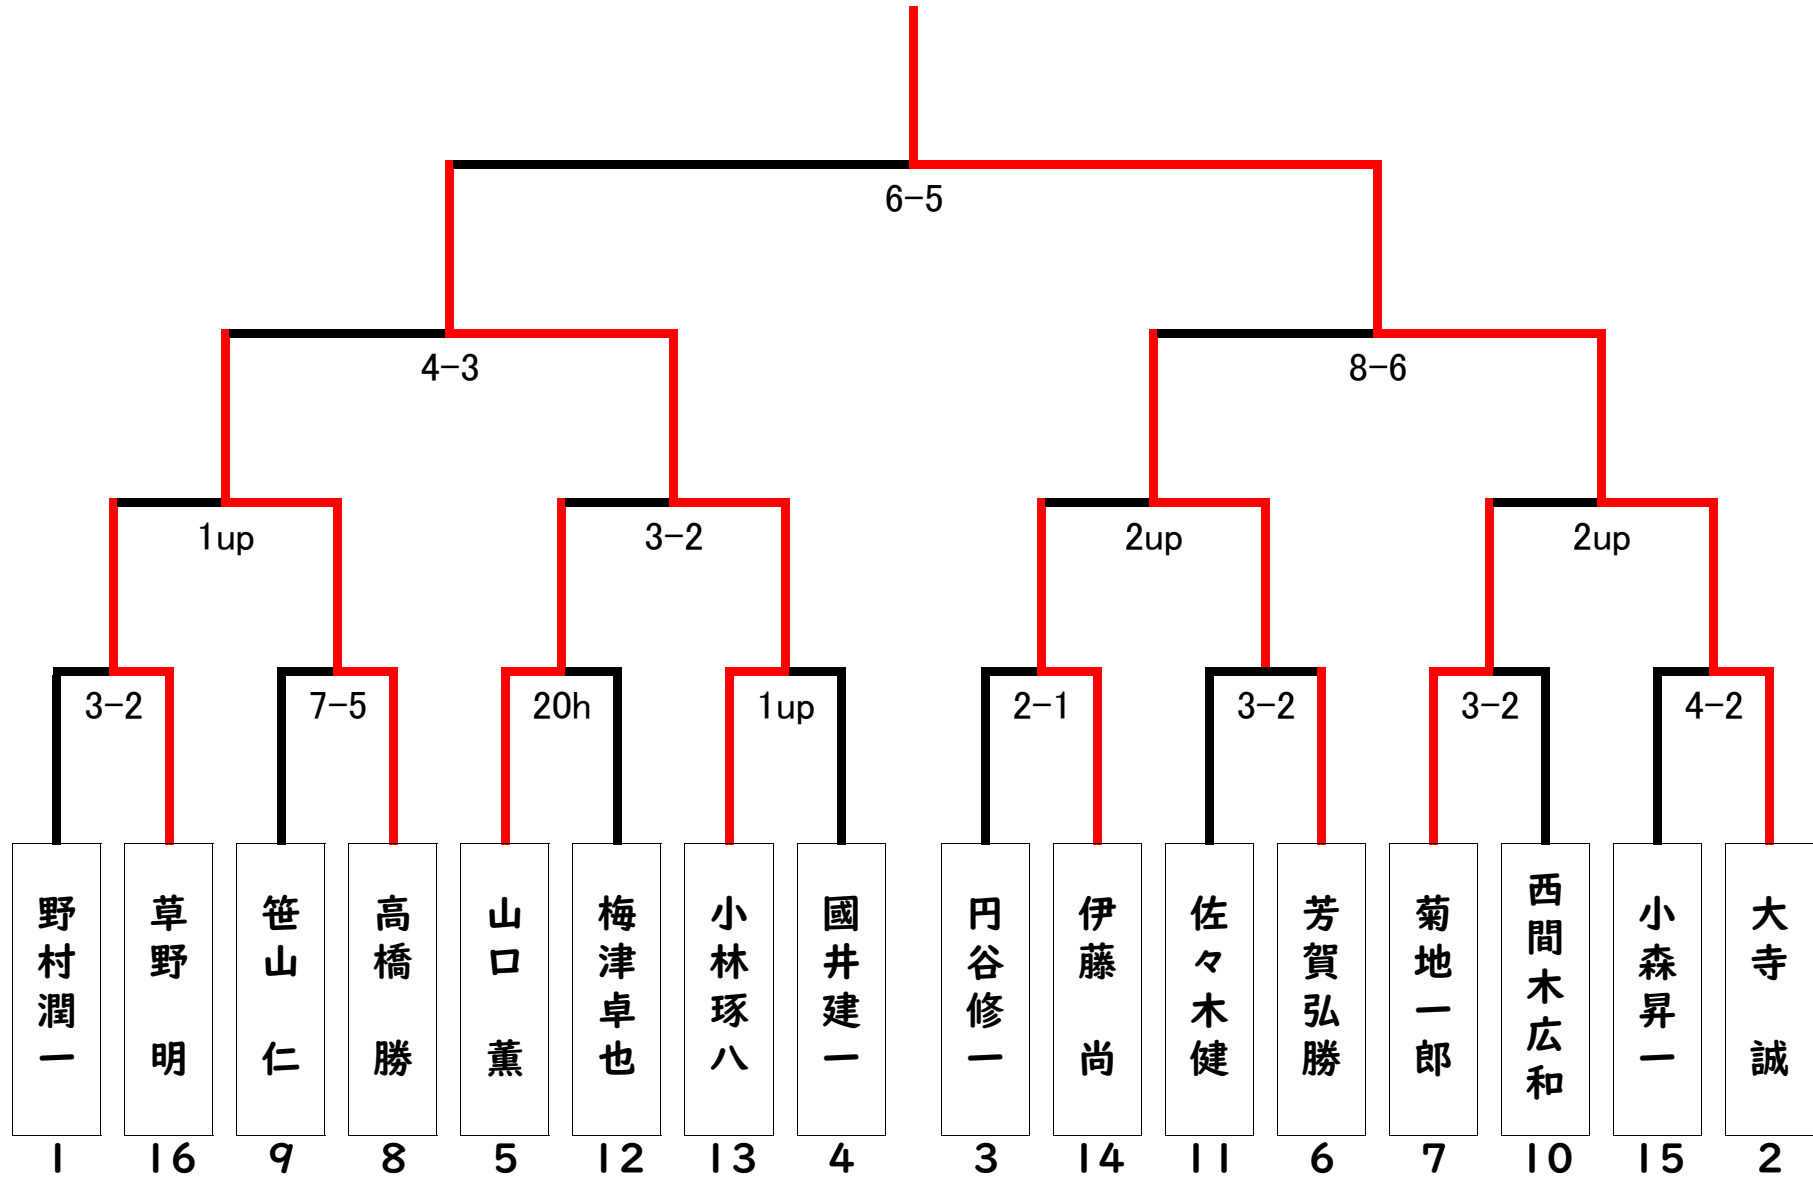 6-5
4-3
8-6
1up
3-2
2up
2up
3-2
7-5
20h
1up
2-1
3-2
3-2
4-2
野村潤一
草野 明
笹山 仁
高橋 勝
山口 薫
梅津卓也
小林琢八
國井建一
円谷修一
伊藤 尚
佐々木健
芳賀弘勝
菊地一郎
西間木広和
小森昇一
大寺 誠
1
16
9
8
5
12
13
4
3
14
11
6
7
10
15
2